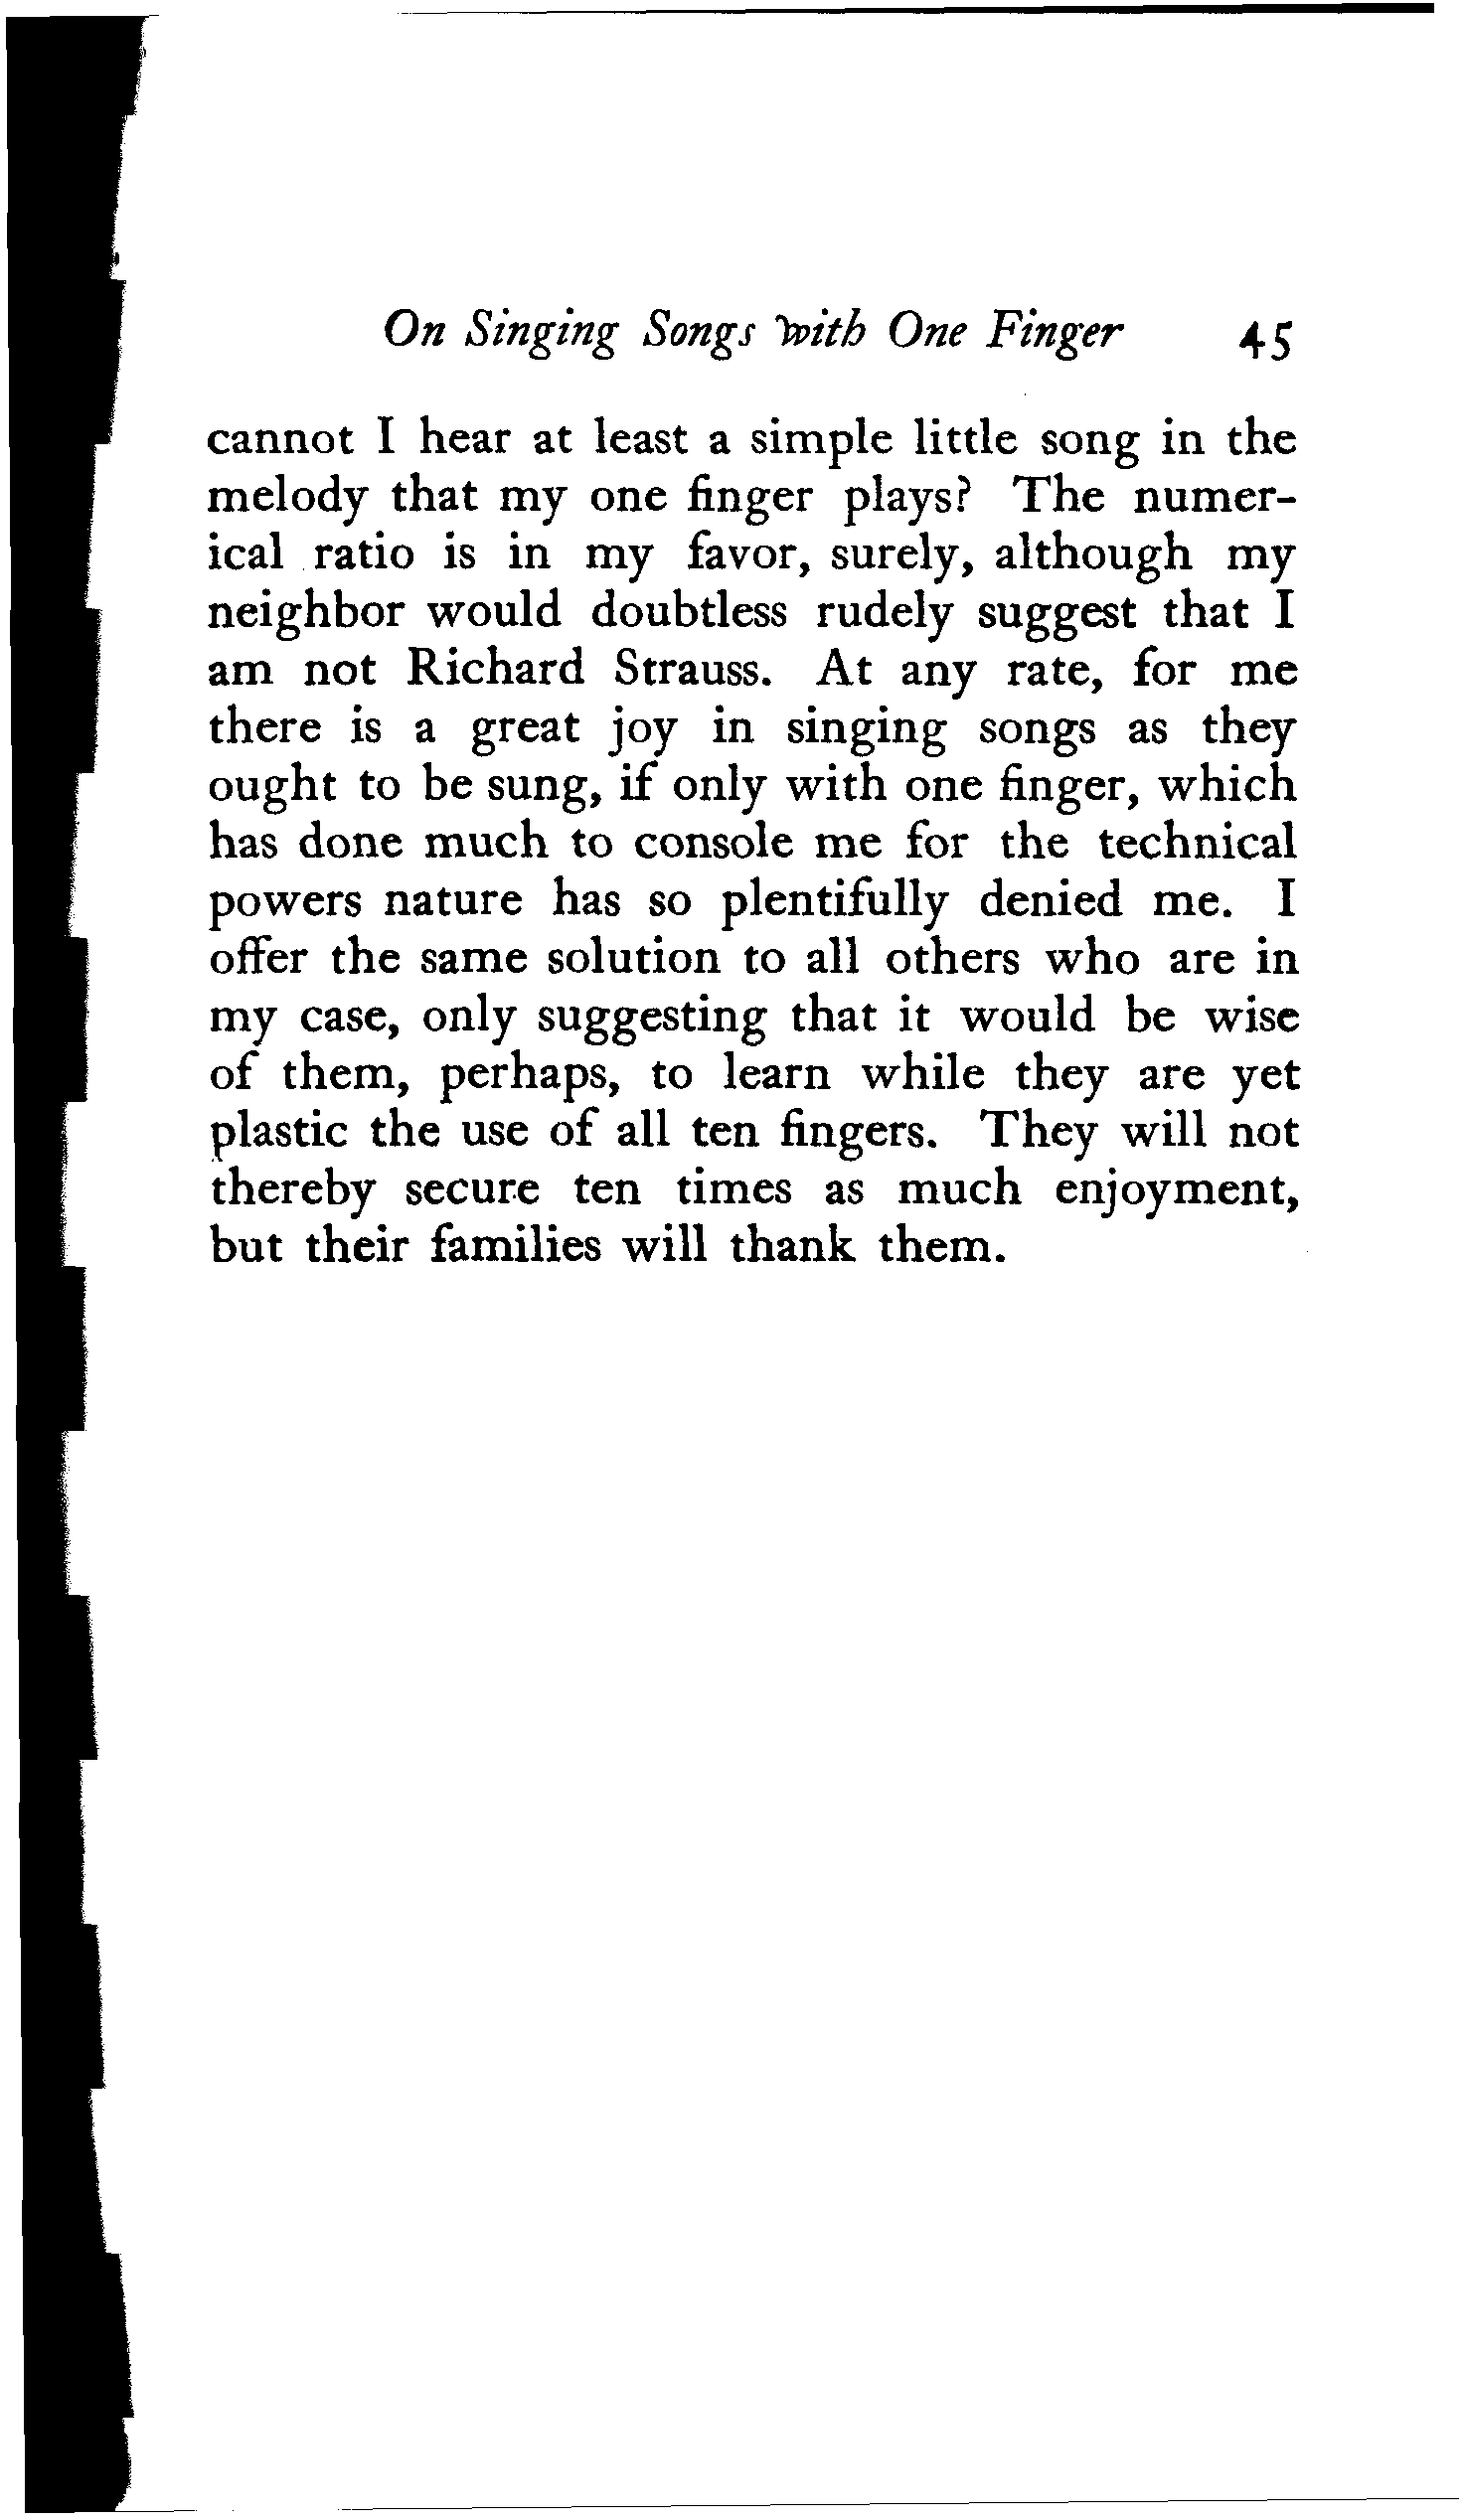 On Singing Songs with One Finger 45
cannot I hear at least a simple little song in the
melody that my one finger plays? The numer-
ical ratio is in my favor, surely, although my
neighbor would doubtless rudely suggest that I
am not Richard Strauss. At any rate, for me
there is a great joy in singing songs as they
ought to be sung, if only with one finger, which
has done much to console me for the technical
powers nature has so plentifully denied me. I
offer the same solution to all others who are in
my case, only suggesting that it would be wise
of them, perhaps, to learn while they are yet
plastic the use of all ten fingers. They will not
thereby secure ten times as much enjoyment,
but their families will thank them.